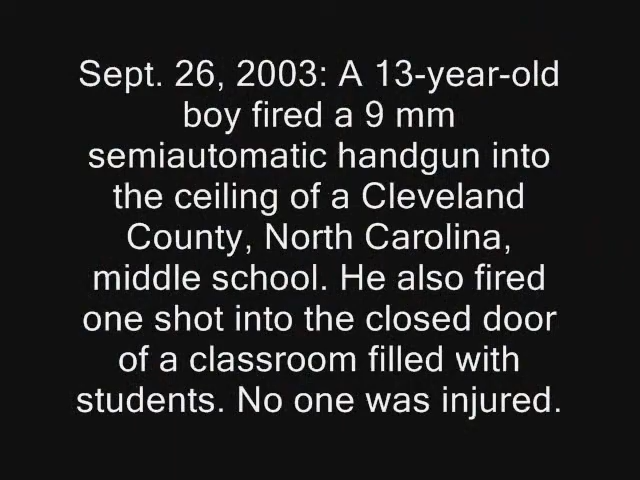 Sept. 26, 2003: A 13-year-old
boy fired a 9 mm
semiautomatic handgun into
the ceiling of a Cleveland
County, North Carolina,
middle school. He also fired
one shot into the closed door
of a classroom filled with
students. No one was injured.